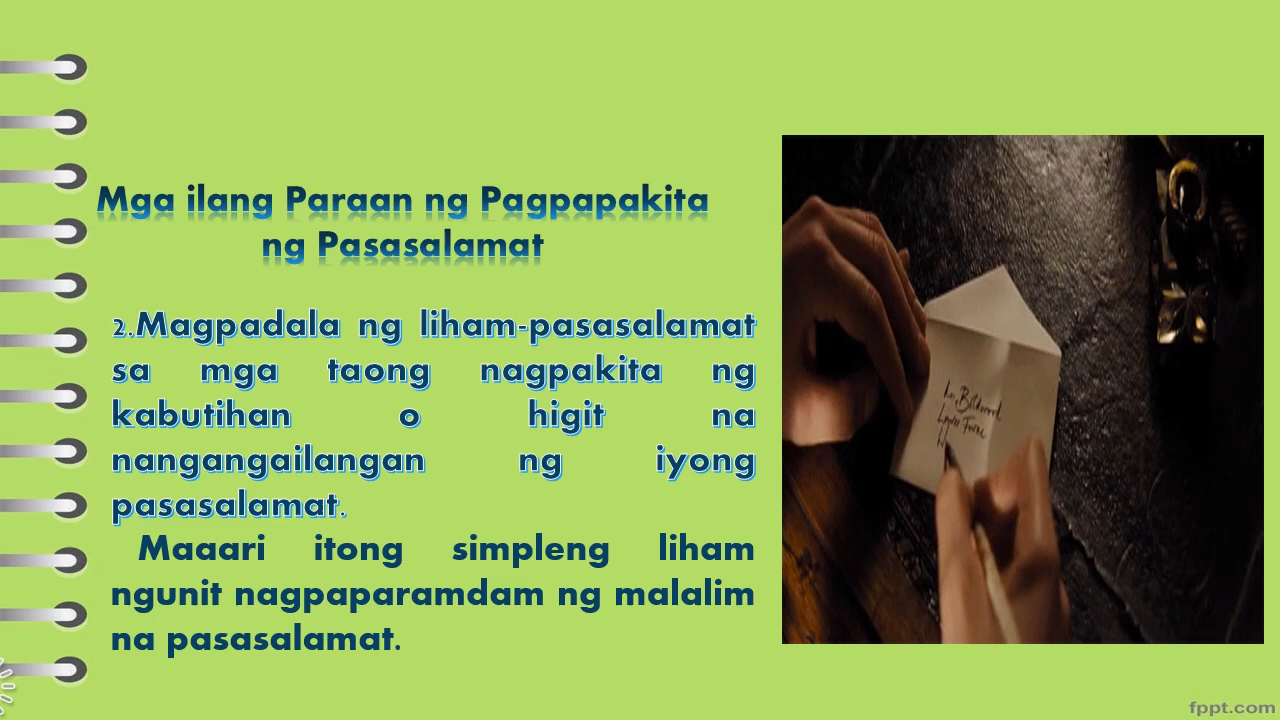 Mga ilang Paraan ng Pagpapakita
ng Pasasalamat
2.Magpadala ng liham-pasasalamat
sa mga taong nagpakita ng
kabutihan o higit na
nangangailangan ng iyong
pasasalamat.
Maaari itong simpleng liham
ngunit nagpaparamdam ng malalim
na pasasalamat.
fppt.com